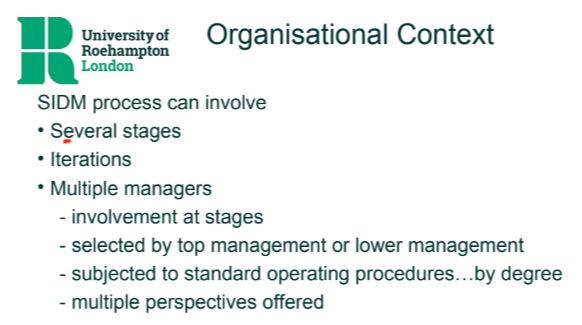 University of
Roehampton
London
Organisational Context
SIDM process can involve
• Several stages
• Iterations
• Multiple managers
- involvement at stages
- selected by top management or lower management
- subjected to standard operating procedures…by degree
- multiple perspectives offered